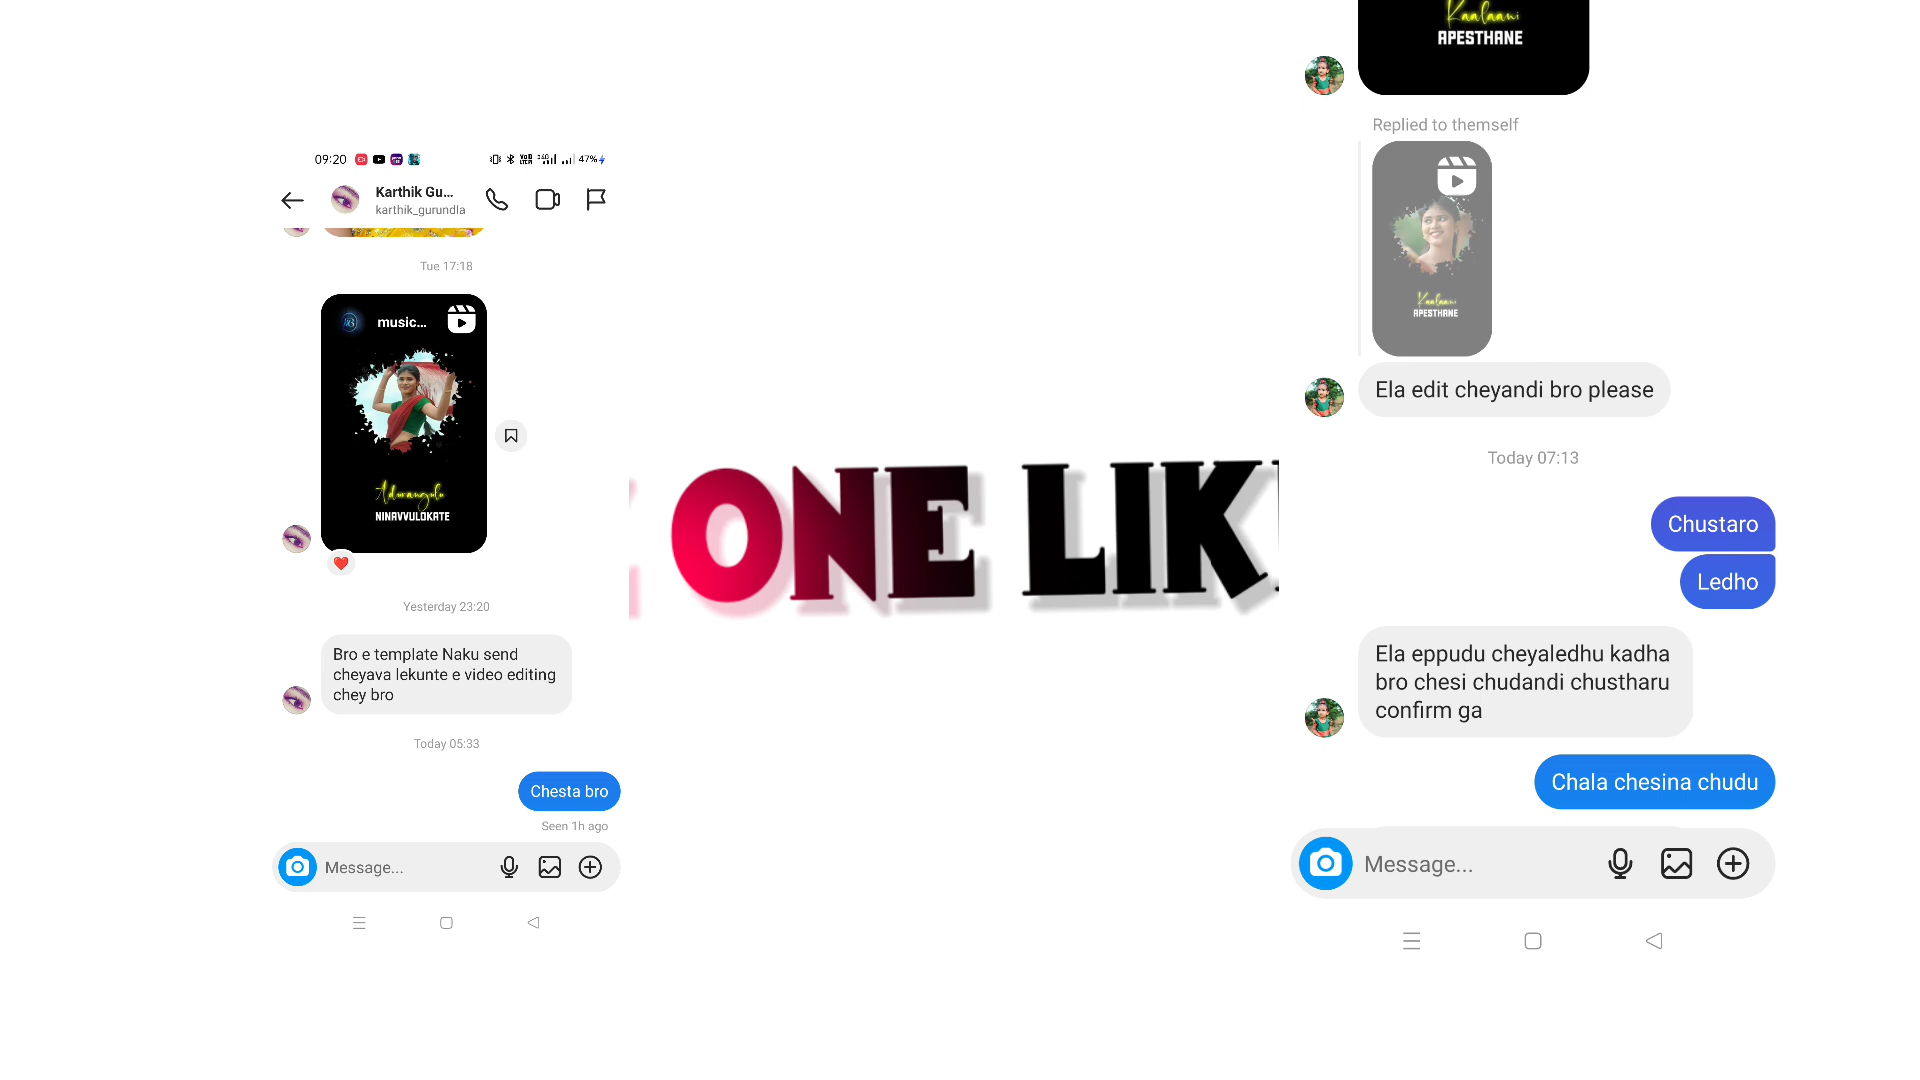 09:20
47%
Karthik Gu...
karthik_gurundla
Tue 17:18
music...
Adurangulu
NINAVVULOKATE
Yesterday 23:20
Bro e template Naku send
cheyava lekunte e video editing
chey bro
Today 05:33
Chesta bro
Seen 1h ago
Message...
ONE LIK
Kaalaani
APESTHANE
Replied to themself
Kaalaani
APESTHANE
Ela edit cheyandi bro please
Today 07:13
Chustaro
Ledho
Ela eppudu cheyaledhu kadha
bro chesi chudandi chustharu
confirm ga
Chala chesina chudu
Message...